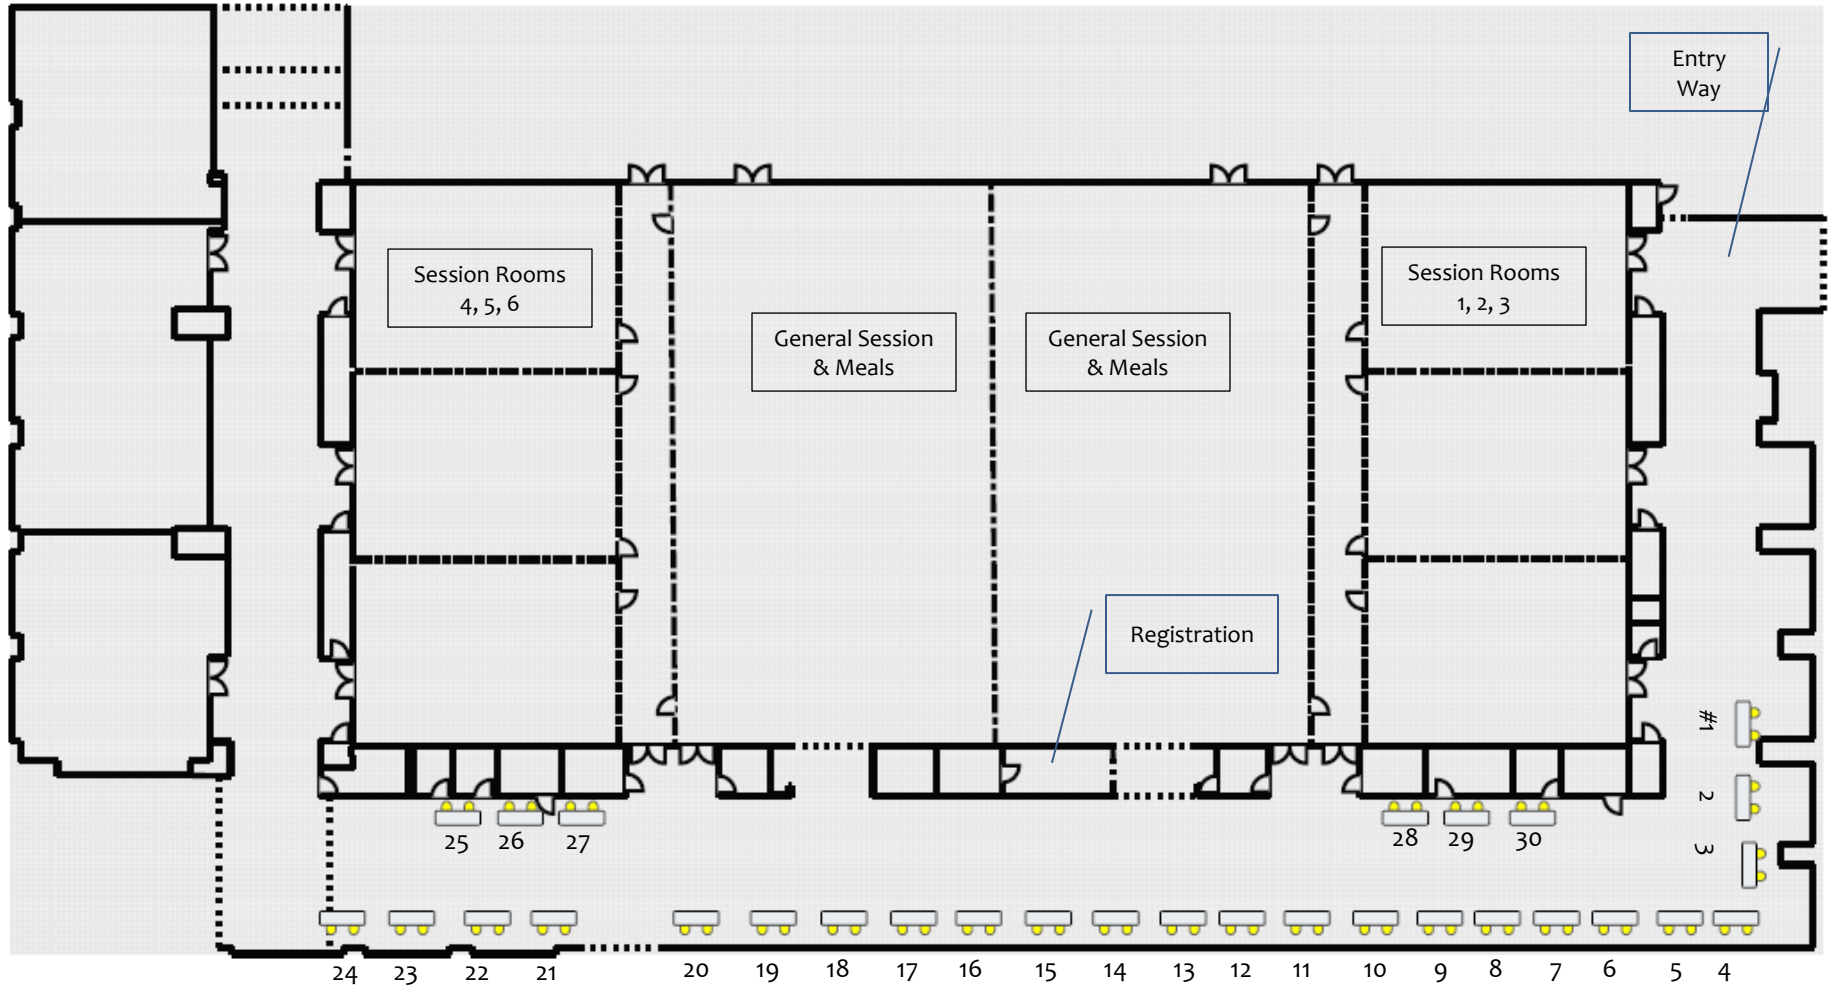 Entry
Way
Session Rooms
4, 5, 6
Session Rooms
1, 2, 3
General Session
& Meals
General Session
& Meals
Registration
#1
2
3
25
26
27
28
29
30
24
23
22
21
20
19
18
17
16
15
14
13
12
11
10
9
8
7
6
5
4